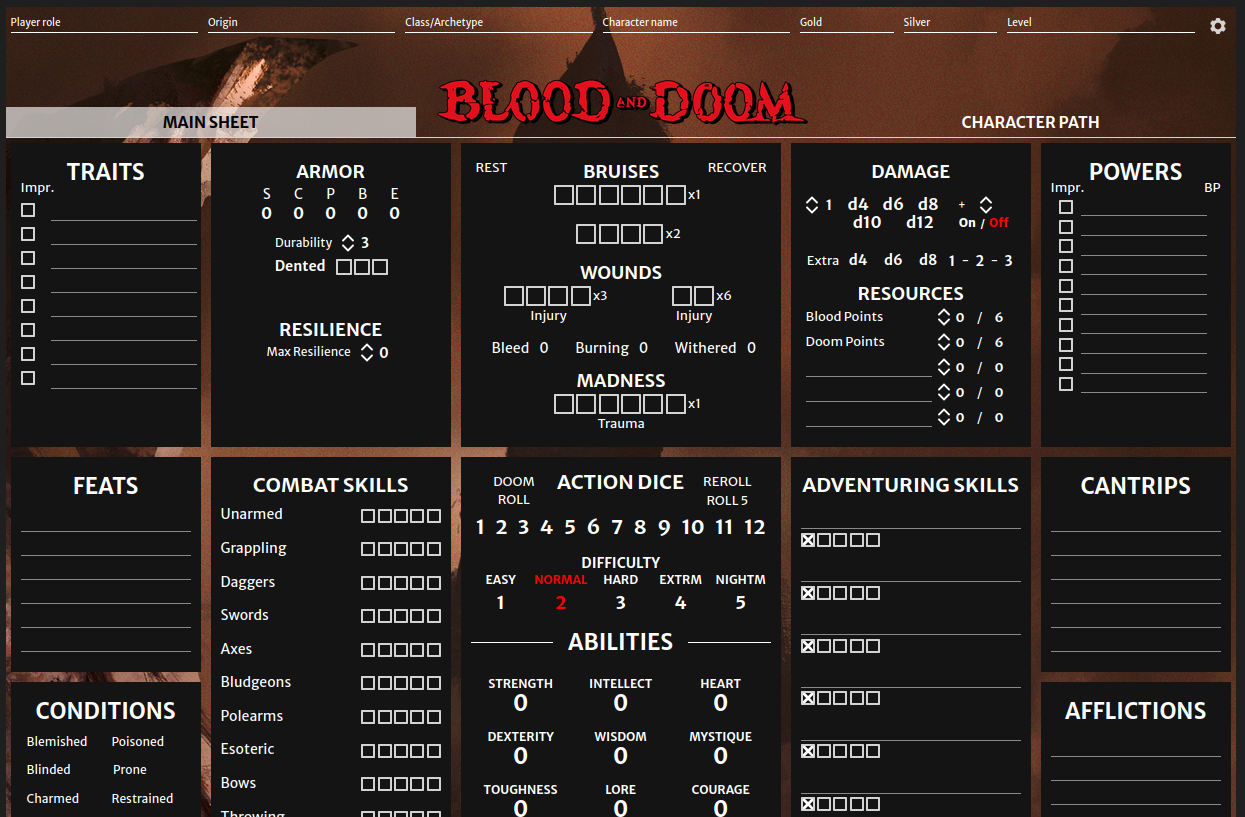 Player role Origin Class/Archetype Character name Gold Silver Level
BLOOD AND DOOM
MAIN SHEET CHARACTER PATH
TRAITS
Impr.
ARMOR
S C P B E
0 0 0 0 0
Durability 3
Dented
RESILIENCE
Max Resilience 0
REST BRUISES RECOVER
x1
x2
WOUNDS
x3 x6
Injury Injury
Bleed 0 Burning 0 Withered 0
MADNESS
x1
Trauma
DAMAGE
1 d4 d6 d8 +
d10 d12 On / Off
Extra d4 d6 d8 1 - 2 - 3
RESOURCES
Blood Points 0 / 6
Doom Points 0 / 6
0 / 0
0 / 0
0 / 0
POWERS
Impr. BP
FEATS
COMBAT SKILLS
Unarmed
Grappling
Daggers
Swords
Axes
Bludgeons
Polearms
Esoteric
Bows
Throwing
DOOM ROLL ACTION DICE REROLL
ROLL 5
1 2 3 4 5 6 7 8 9 10 11 12
DIFFICULTY
EASY NORMAL HARD EXTRM NIGHTM
1 2 3 4 5
ABILITIES
STRENGTH INTELLECT HEART
0 0 0
DEXTERITY WISDOM MYSTIQUE
0 0 0
TOUGHNESS LORE COURAGE
0 0 0
ADVENTURING SKILLS
CANTRIPS
CONDITIONS
Blemished Poisoned
Blinded Prone
Charmed Restrained
AFFLICTIONS